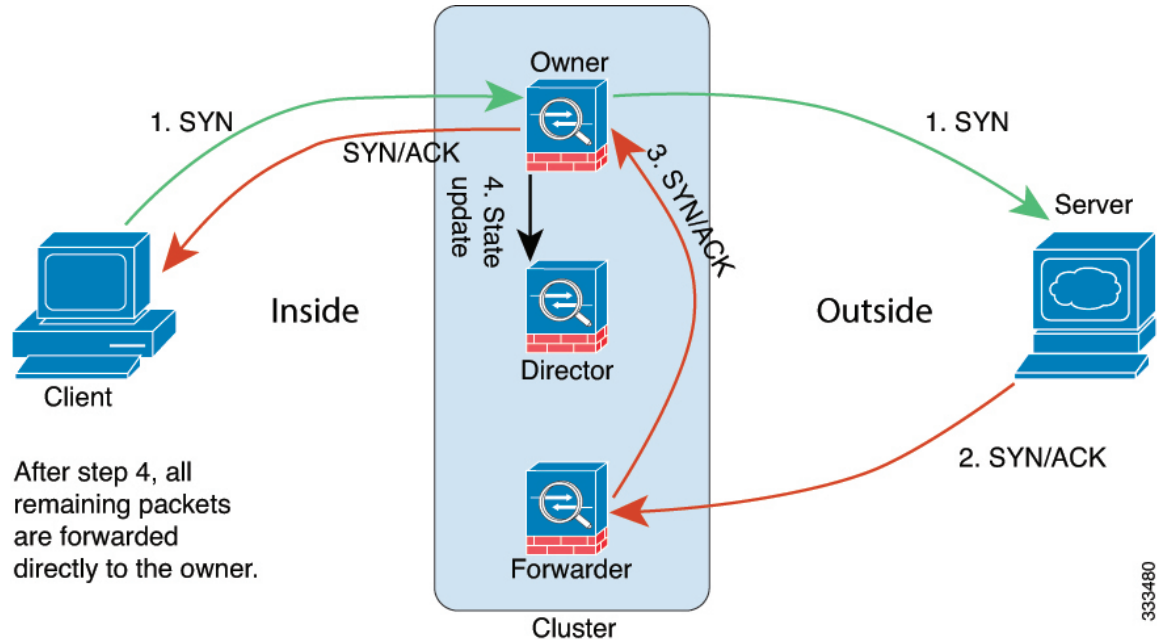 Owner
1. SYN
1. SYN
SYN/ACK
3. SYN/ACK
4. State
update
Server
Inside
Outside
Director
Client
2. SYN/ACK
After step 4, all
remaining packets
are forwarded
directly to the owner.
Forwarder
333480
Cluster